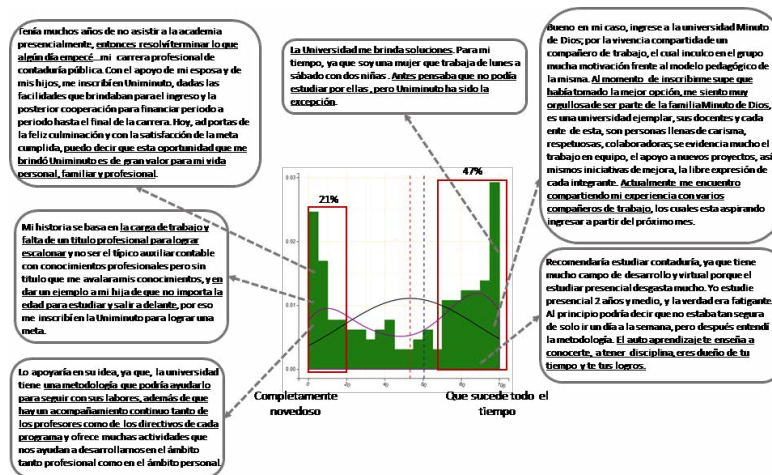 Tenía muchos años de no asistir a la academia
presencialmente, entonces resolví terminar lo que
algún día empecé...mi carrera profesional de
contaduría pública. Con el apoyo de mi esposa y de
mis hijos, me inscribí en Uniminuto, dadas las
facilidades que brindaban para el ingreso y la
posterior cooperación para financiar periodo a
periodo hasta el final de la carrera. Hoy, ad portas de
la feliz culminación y con la satisfacción de la meta
cumplida, puedo decir que esta oportunidad que me
brindó Uniminuto es de gran valor para mi vida
personal, familiar y profesional.
La Universidad me brinda soluciones. Para mi
tiempo, ya que soy una mujer que trabaja de lunes a
sábado con dos niñas . Antes pensaba que no podía
estudiar por ellas , pero Uniminuto ha sido la
excepción.
Bueno en mi caso, ingrese a la universidad Minuto
de Dios; por la vivencia compartida de un
compañero de trabajo, el cual inculco en el grupo
mucha motivación frente al modelo pedagógico de
la misma. Al momento de inscribirme supe que
había tomado la mejor opción, me siento muy
orgullosa de ser parte de la familia Minuto de Dios,
es una universidad ejemplar, sus docentes y cada
ente de esta, son personas llenas de carisma,
respetuosas, colaboradoras; se evidencia mucho el
trabajo en equipo, el apoyo a nuevos proyectos, así
mismos iniciativas de mejora, la libre expresión de
cada integrante. Actualmente me encuentro
compartiendo mi experiencia con varios
compañeros de trabajo, los cuales esta aspirando
ingresar a partir del próximo mes.
Mi historia se basa en la carga de trabajo y
falta de un titulo profesional para lograr
escalonar y no ser el típico auxiliar contable
con conocimientos profesionales pero sin
titulo que me avalara mis conocimientos, y en
dar un ejemplo a mi hija de que no importa la
edad para estudiar y salir a delante, por eso
me inscribí en la Uniminuto para lograr una
meta.
Lo apoyaría en su idea, ya que, la universidad
tiene una metodología que podría ayudarlo
para seguir con sus labores, además de que
hay un acompañamiento continuo tanto de
los profesores como de los directivos de cada
programa y ofrece muchas actividades que
nos ayudan a desarrollarnos en el ámbito
tanto profesional como en el ámbito personal.
Recomendaría estudiar contaduría, ya que tiene
mucho campo de desarrollo y virtual porque el
estudiar presencial desgasta mucho. Yo estudie
presencial 2 años y medio, y la verdad era fatigante.
Al principio podría decir que no estaba tan segura
de solo ir un día a la semana, pero después entendí
la metodología. El auto aprendizaje te enseña a
conocerte, a tener disciplina, eres dueño de tu
tiempo y te tus logros.
21%
47%
0.03
0.02
0.01
0.00
0
20
40
60
80
100
Completamente
novedoso
Que sucede todo el
tiempo